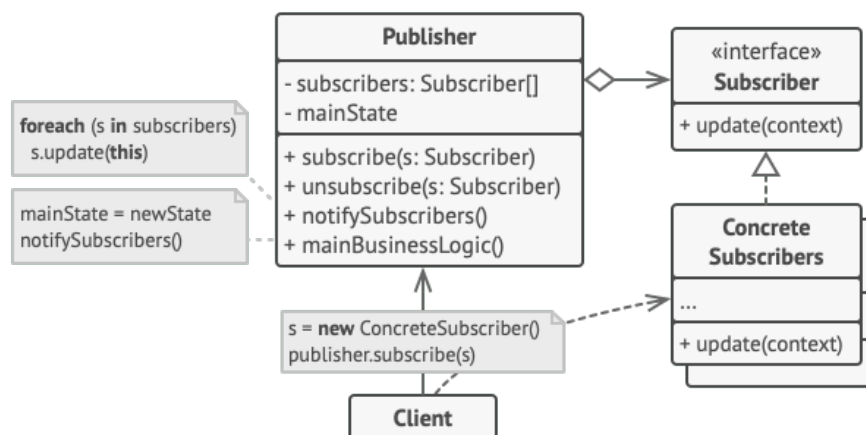 Publisher
- subscribers: Subscriber[]
- mainState
+ subscribe(s: Subscriber)
+ unsubscribe(s: Subscriber)
+ notifySubscribers()
+ mainBusinessLogic()
«interface»
Subscriber
+ update(context)
foreach (s in subscribers)
s.update(this)
mainState = newState
notifySubscribers()
Concrete
Subscribers
...
+ update(context)
s = new ConcreteSubscriber()
publisher.subscribe(s)
Client